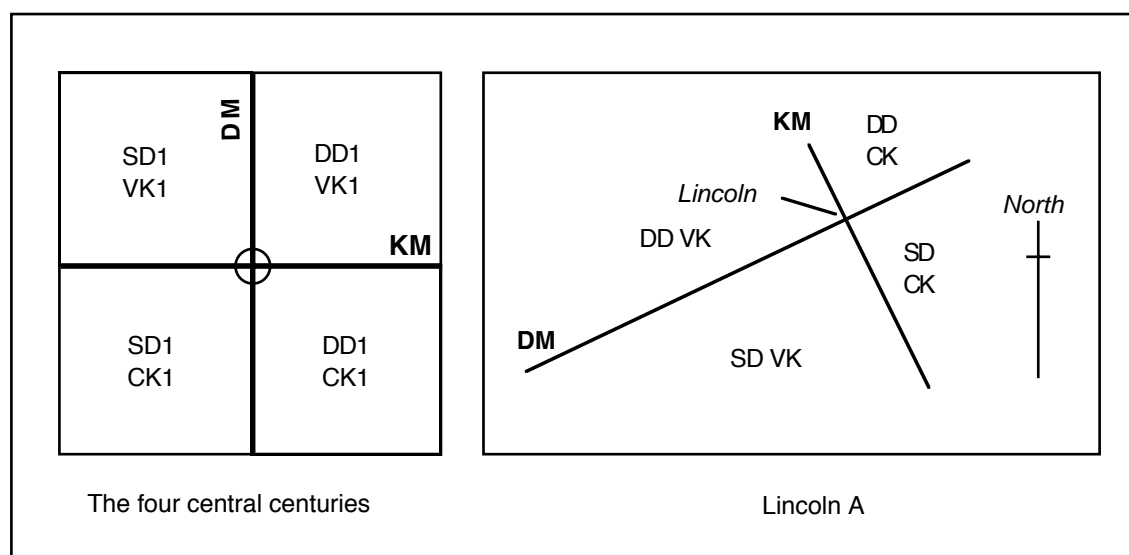 DM
SD1
VK1
DD1
VK1
KM
SD1
CK1
DD1
CK1
The four central centuries
KM
DD
CK
Lincoln
North
DD VK
SD
CK
DM
SD VK
Lincoln A